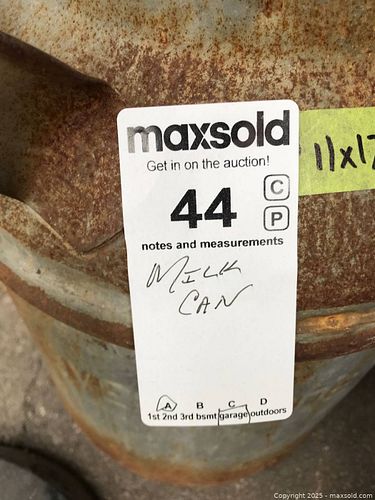 maxsold
Get in on the auction!
44
C
P
notes and measurements
MILK
CAN
A B C D
1st 2nd 3rd bsmt garage outdoors
11x17
Copyright 2025 - maxsold.com